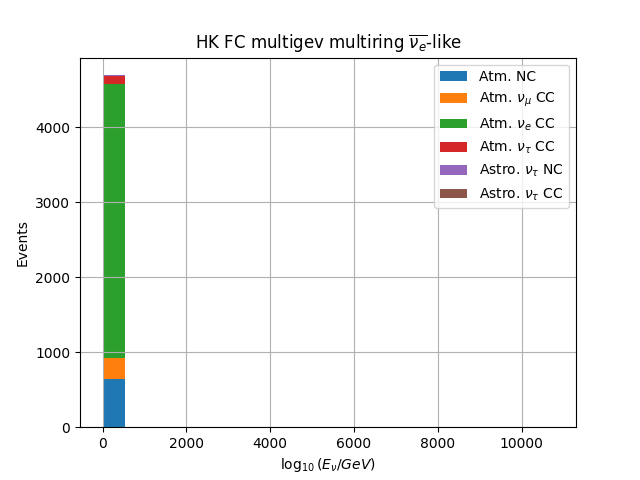 HK FC multigev multiring $\overline{\nu_e}$-like
Atm. NC
Atm. $\nu_\mu$ CC
Atm. $\nu_e$ CC
Atm. $\nu_\tau$ CC
Astro. $\nu_\tau$ NC
Astro. $\nu_\tau$ CC
Events
4000
3000
2000
1000
0
0 2000 4000 6000 8000 10000
$\log_{10}(E_\nu/GeV)$